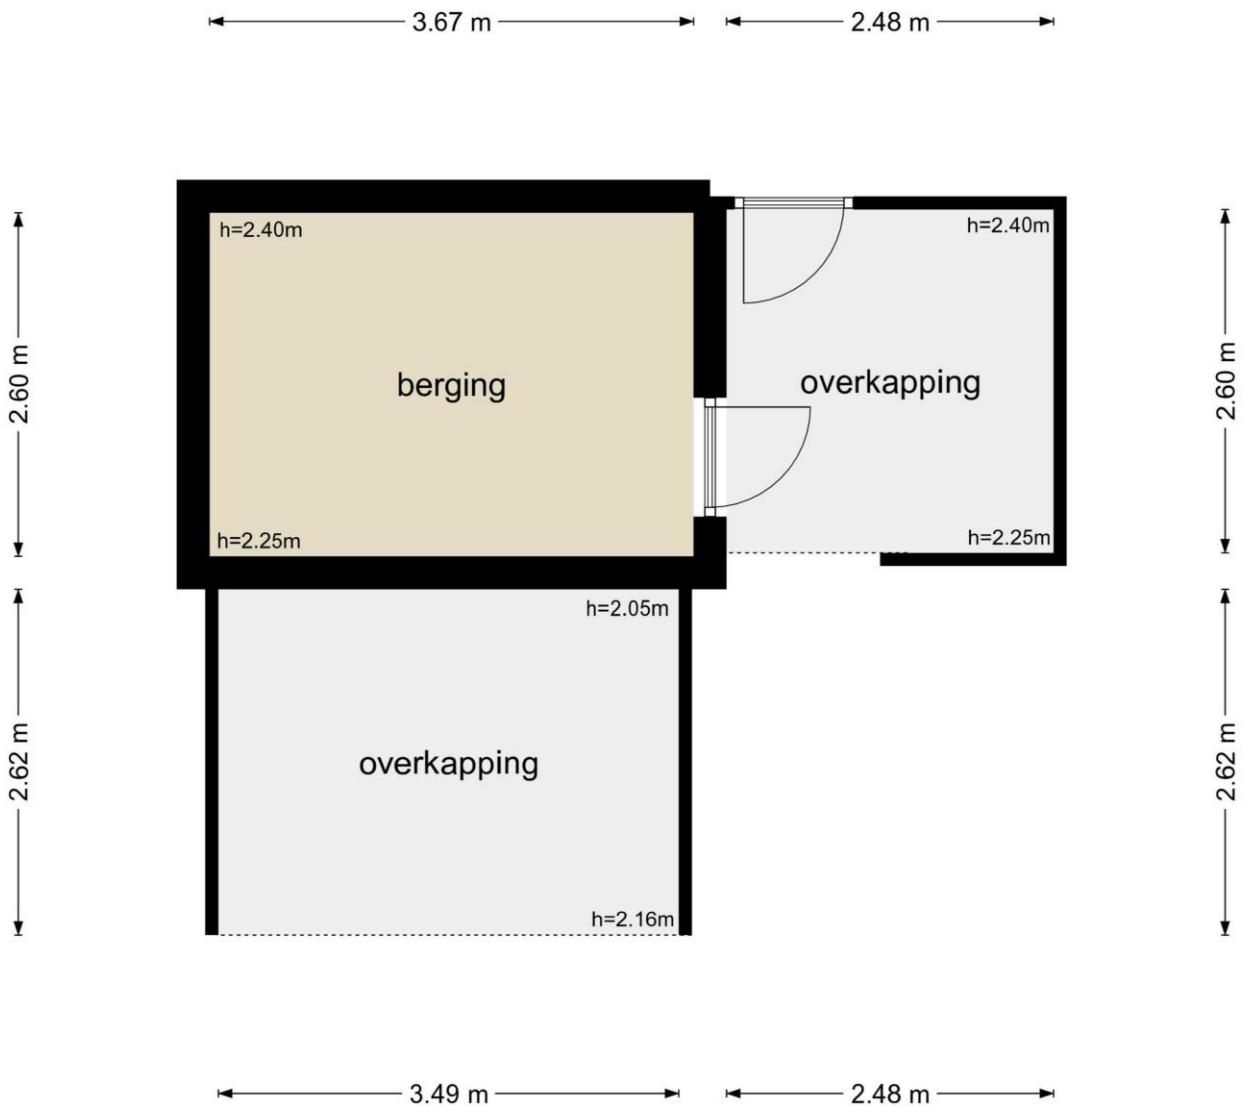 3.67 m
2.48 m
h=2.40m
h=2.40m
2.60 m
berging
overkapping
2.60 m
h=2.25m
h=2.25m
h=2.05m
2.62 m
overkapping
2.62 m
h=2.16m
3.49 m
2.48 m